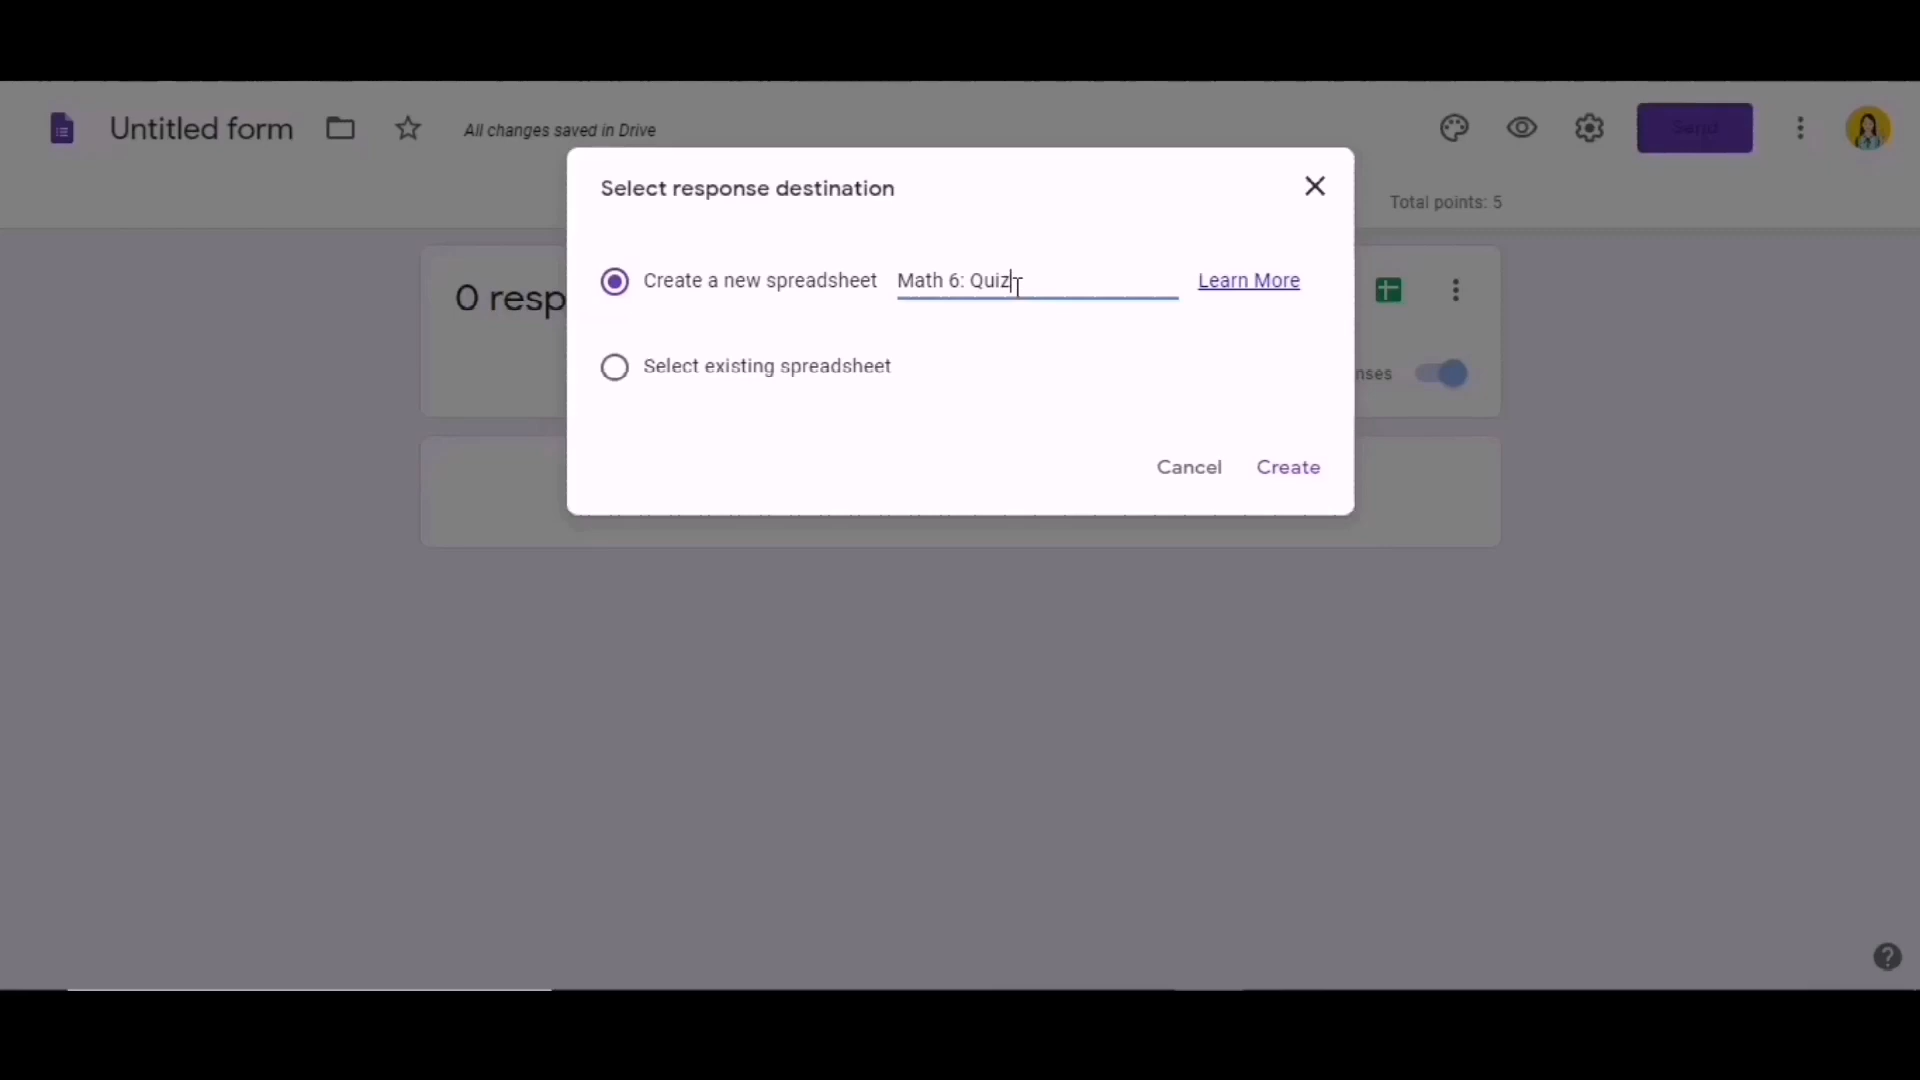 Untitled form
All changes saved in Drive
Send
Select response destination
Total points: 5
Create a new spreadsheet Math 6: Quiz Learn More
0 resp
Select existing spreadsheet
nses
Cancel Create